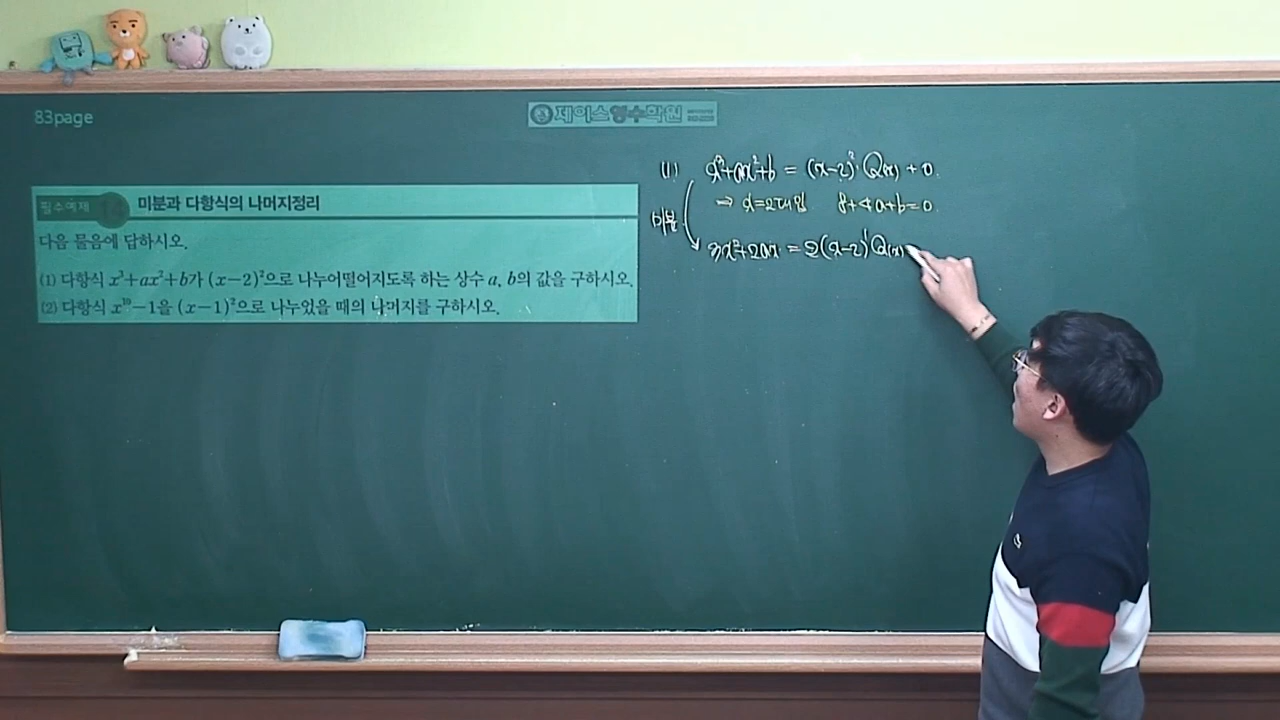 83page
제이스영수학원
필수예제
미분과 다항식의 나머지정리
다음 물음에 답하시오.
(1) 다항식 x³+ax²+b가 (x-2)²으로 나누어떨어지도록 하는 상수 a, b의 값을 구하시오.
(2) 다항식 x¹⁰-1을 (x-1)²으로 나누었을 때의 나머지를 구하시오.
(1) x³+ax²+b = (x-2)² Q(x) + 0
⇒ x=2대입 8+4a+b=0
미분
3x²+2ax = 2(x-2)¹Q(x)